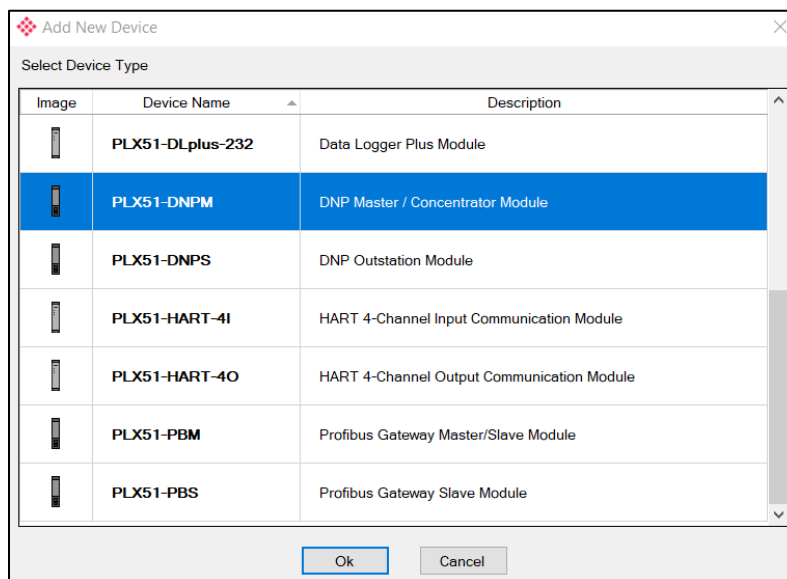 Add New Device
Select Device Type
Image Device Name Description
PLX51-DLplus-232 Data Logger Plus Module
PLX51-DNPM DNP Master / Concentrator Module
PLX51-DNPS DNP Outstation Module
PLX51-HART-4I HART 4-Channel Input Communication Module
PLX51-HART-4O HART 4-Channel Output Communication Module
PLX51-PBM Profibus Gateway Master/Slave Module
PLX51-PBS Profibus Gateway Slave Module
Ok Cancel